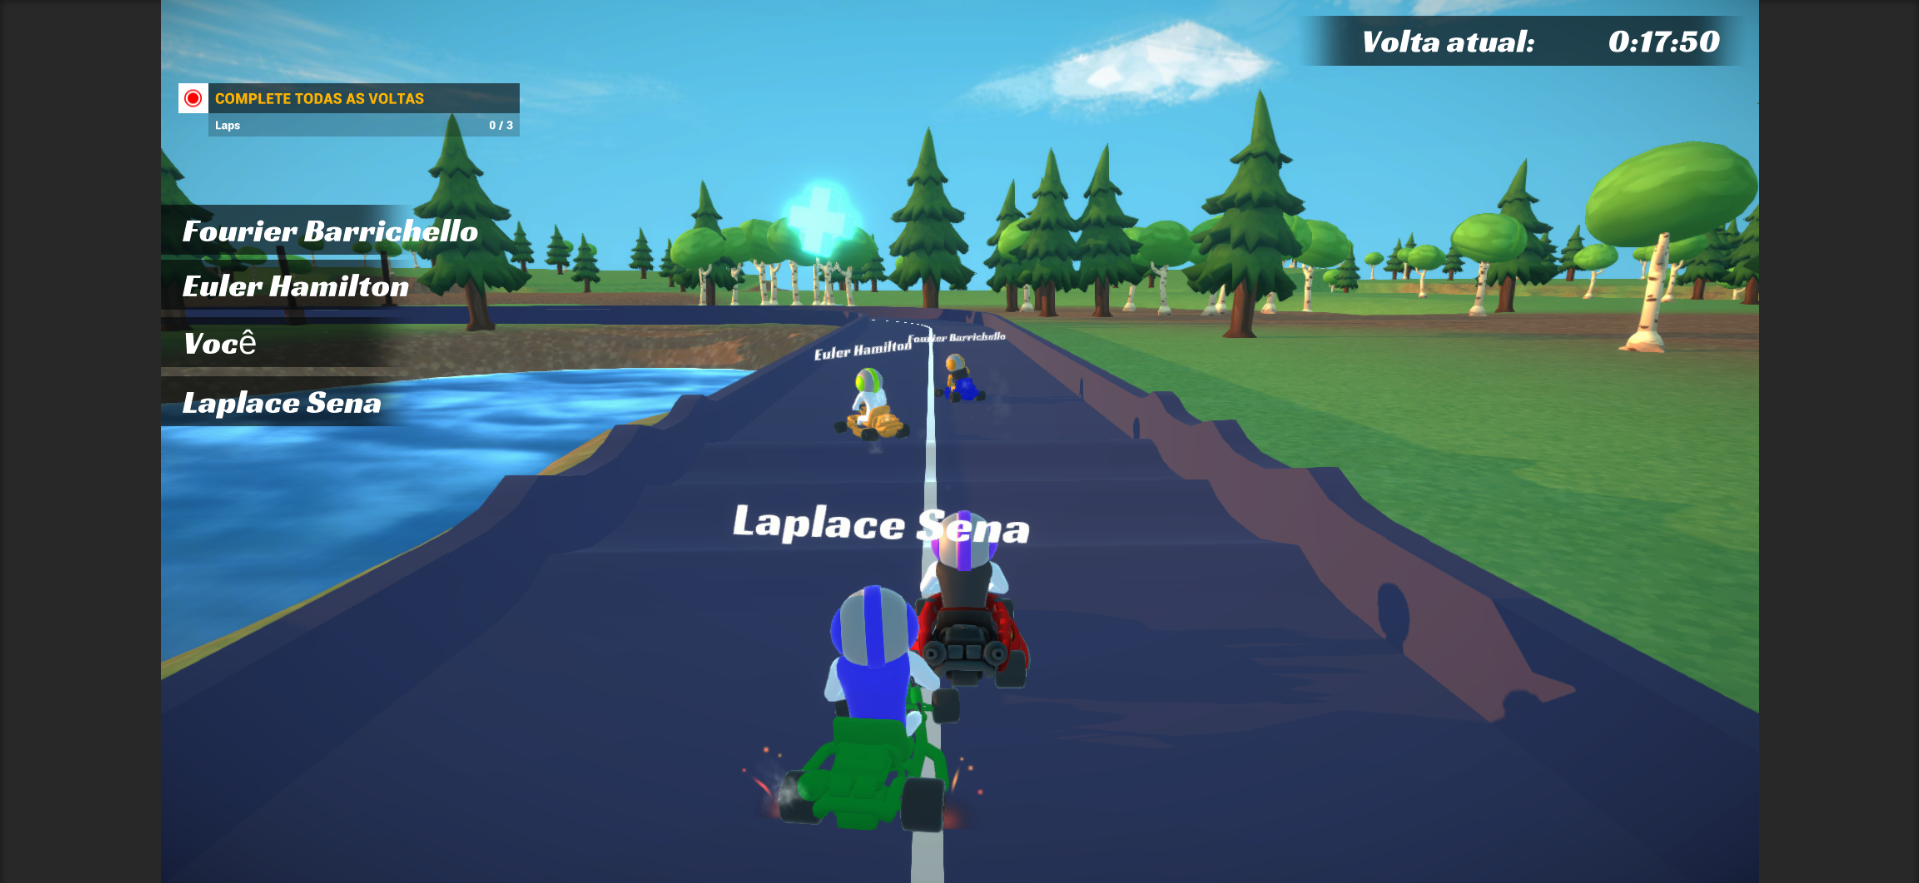 Volta atual: 0:17:50
COMPLETE TODAS AS VOLTAS
Laps 0 / 3
Fourier Barrichello
Euler Hamilton
Você
Laplace Sena
Euler Hamilton
Fourier Barrichello
Laplace Sena